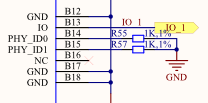 B12
GND
B13 IO_1 IO_1
IO
B14 R55 1K,1%
PHY_ID0
B15 R57 1K,1%
PHY_ID1
B16
NC
B17
GND
B18 GND
GND